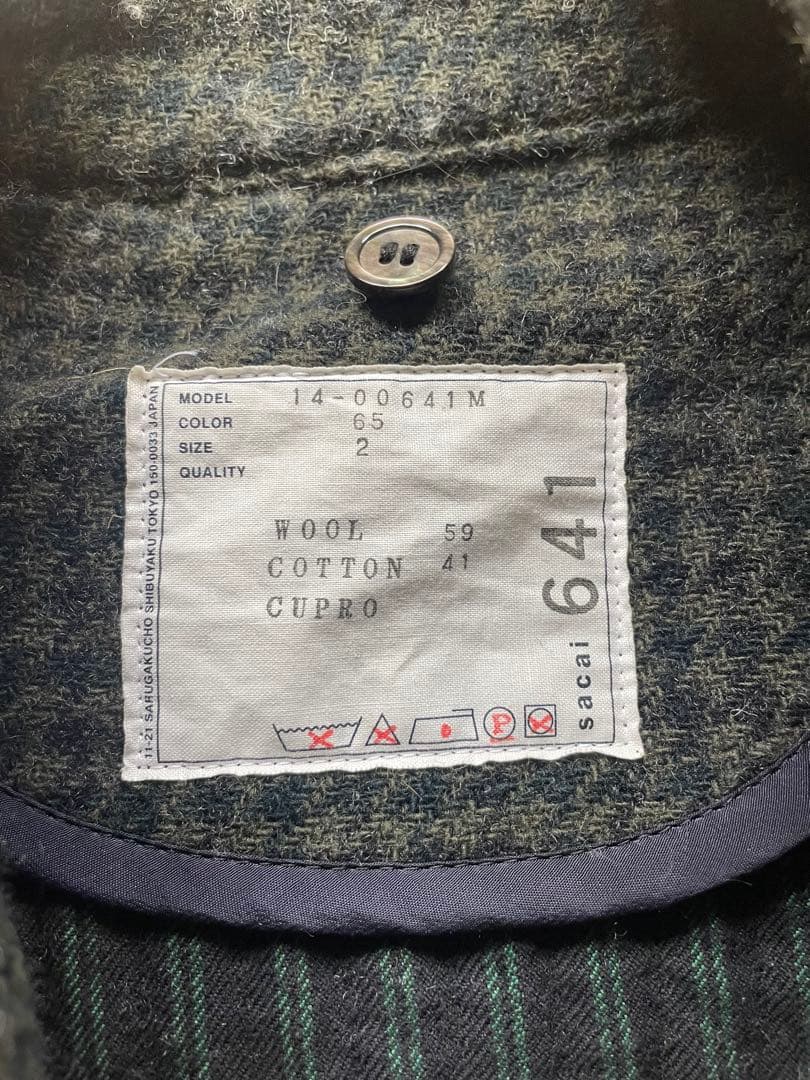 MODEL 14-00641M
COLOR 65
SIZE 2
QUALITY
WOOL 59
COTTON 41
CUPRO
P
sacai 641
11-21 SARUGAKUCHO SHIBUYAKU TOKYO 150-0033 JAPAN